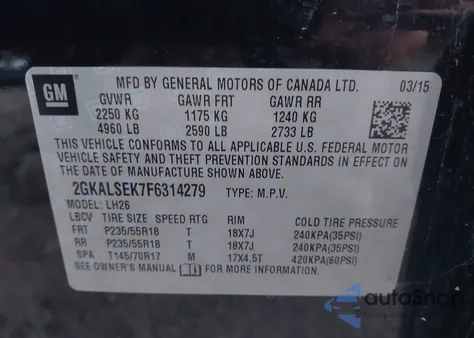 GM
MFD BY GENERAL MOTORS OF CANADA LTD. 03/15
GVWR GAWR FRT GAWR RR
2250 KG 1175 KG 1240 KG
4960 LB 2590 LB 2733 LB
THIS VEHICLE CONFORMS TO ALL APPLICABLE U.S. FEDERAL MOTOR
VEHICLE SAFETY AND THEFT PREVENTION STANDARDS IN EFFECT ON
THE DATE OF MANUFACTURE SHOWN ABOVE.
2GKALSEK7F6314279 TYPE: M.P.V.
MODEL: LH26
LBCV TIRE SIZE SPEED RTG RIM COLD TIRE PRESSURE
FRT P235/55R18 T 18X7J 240KPA(35PSI)
RR P235/55R18 T 18X7J 240KPA(35PSI)
SPA T145/70R17 M 17X4.5T 420KPA(60PSI)
SEE OWNER'S MANUAL FOR MORE INFORMATION
autoSnap